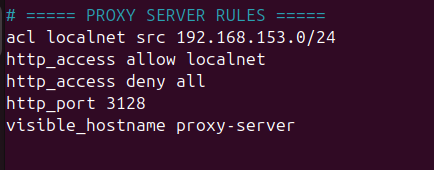 # ===== PROXY SERVER RULES =====
acl localnet src 192.168.153.0/24
http_access allow localnet
http_access deny all
http_port 3128
visible_hostname proxy-server